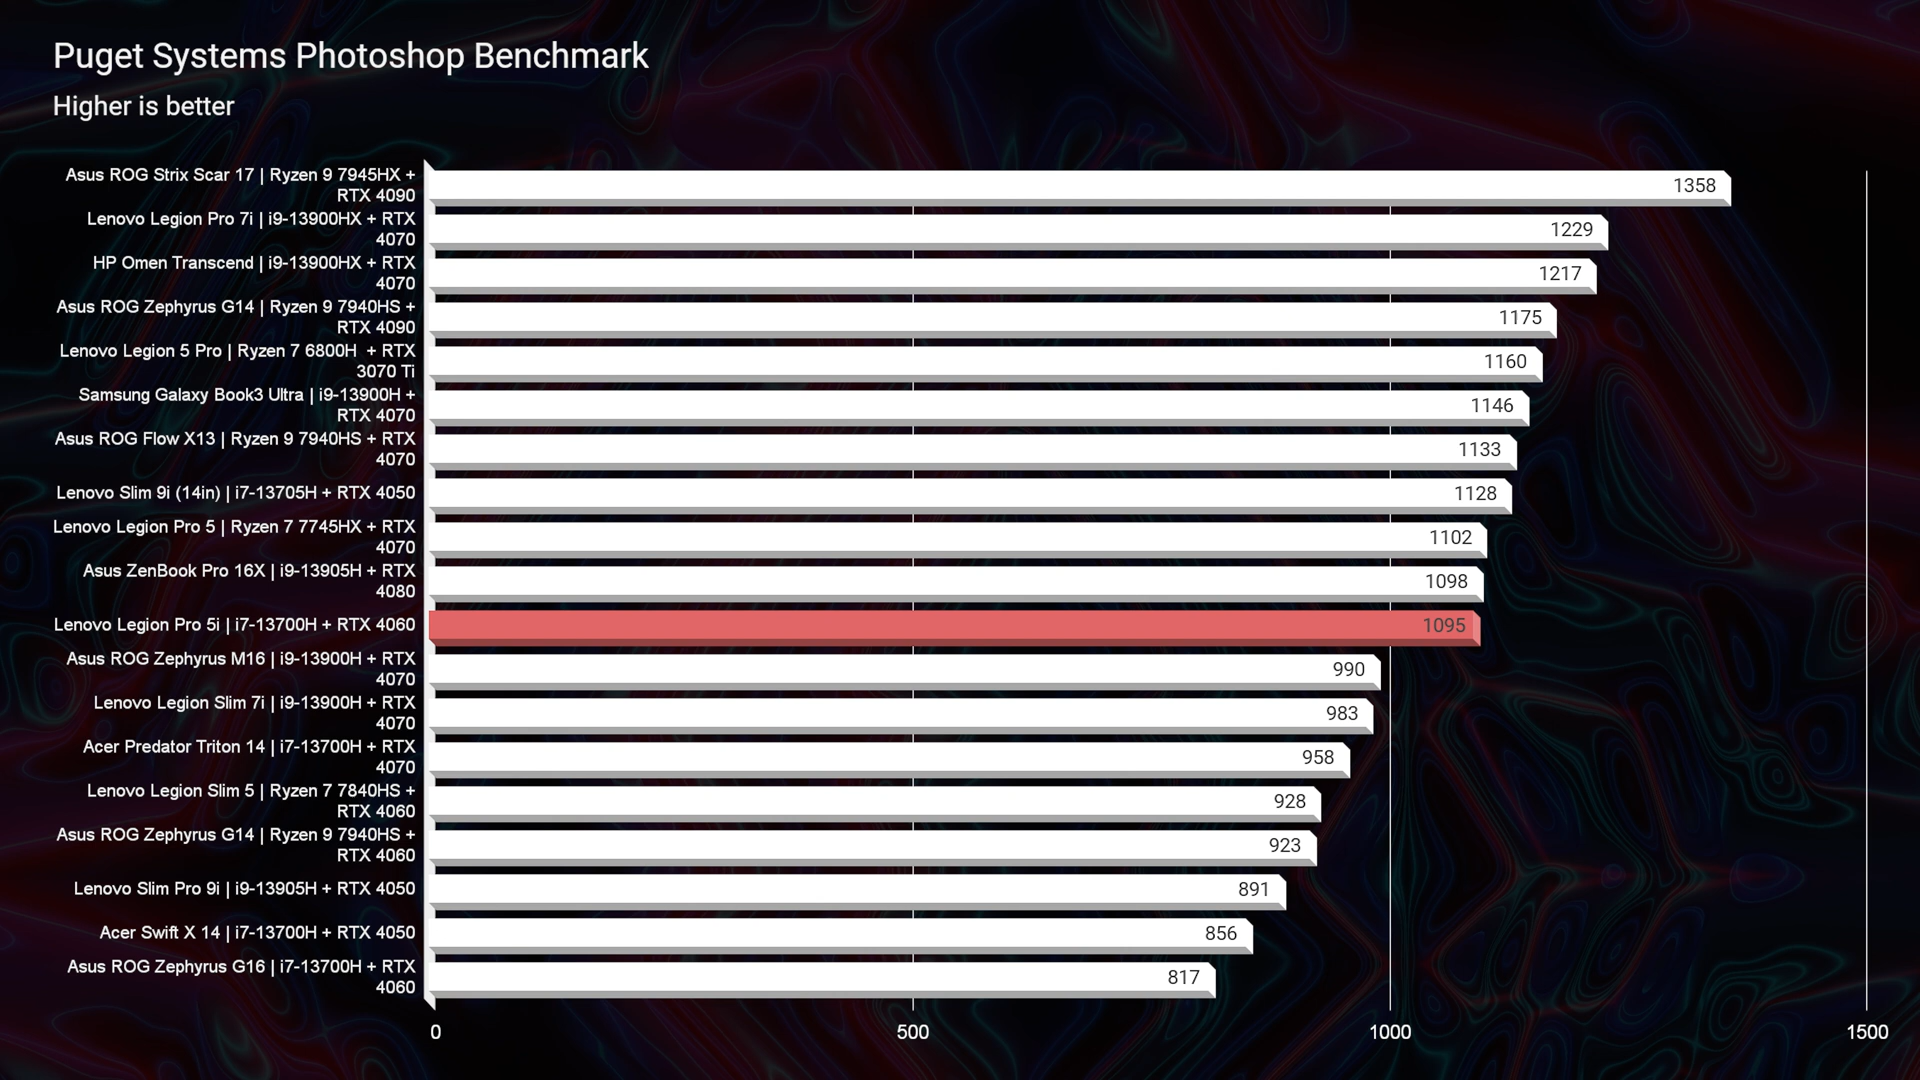 Puget Systems Photoshop Benchmark
Higher is better
Asus ROG Strix Scar 17 | Ryzen 9 7945HX +
RTX 4090
1358
Lenovo Legion Pro 7i | i9-13900HX + RTX
4070
1229
HP Omen Transcend | i9-13900HX + RTX
4070
1217
Asus ROG Zephyrus G14 | Ryzen 9 7940HS +
RTX 4090
1175
Lenovo Legion 5 Pro | Ryzen 7 6800H + RTX
3070 Ti
1160
Samsung Galaxy Book3 Ultra | i9-13900H +
RTX 4070
1146
Asus ROG Flow X13 | Ryzen 9 7940HS + RTX
4070
1133
Lenovo Slim 9i (14in) | i7-13705H + RTX 4050
1128
Lenovo Legion Pro 5 | Ryzen 7 7745HX + RTX
4070
1102
Asus ZenBook Pro 16X | i9-13905H + RTX
4080
1098
Lenovo Legion Pro 5i | i7-13700H + RTX 4060
1095
Asus ROG Zephyrus M16 | i9-13900H + RTX
4070
990
Lenovo Legion Slim 7i | i9-13900H + RTX
4070
983
Acer Predator Triton 14 | i7-13700H + RTX
4070
958
Lenovo Legion Slim 5 | Ryzen 7 7840HS +
RTX 4060
928
Asus ROG Zephyrus G14 | Ryzen 9 7940HS +
RTX 4060
923
Lenovo Slim Pro 9i | i9-13905H + RTX 4050
891
Acer Swift X 14 | i7-13700H + RTX 4050
856
Asus ROG Zephyrus G16 | i7-13700H + RTX
4060
817
0 500 1000 1500